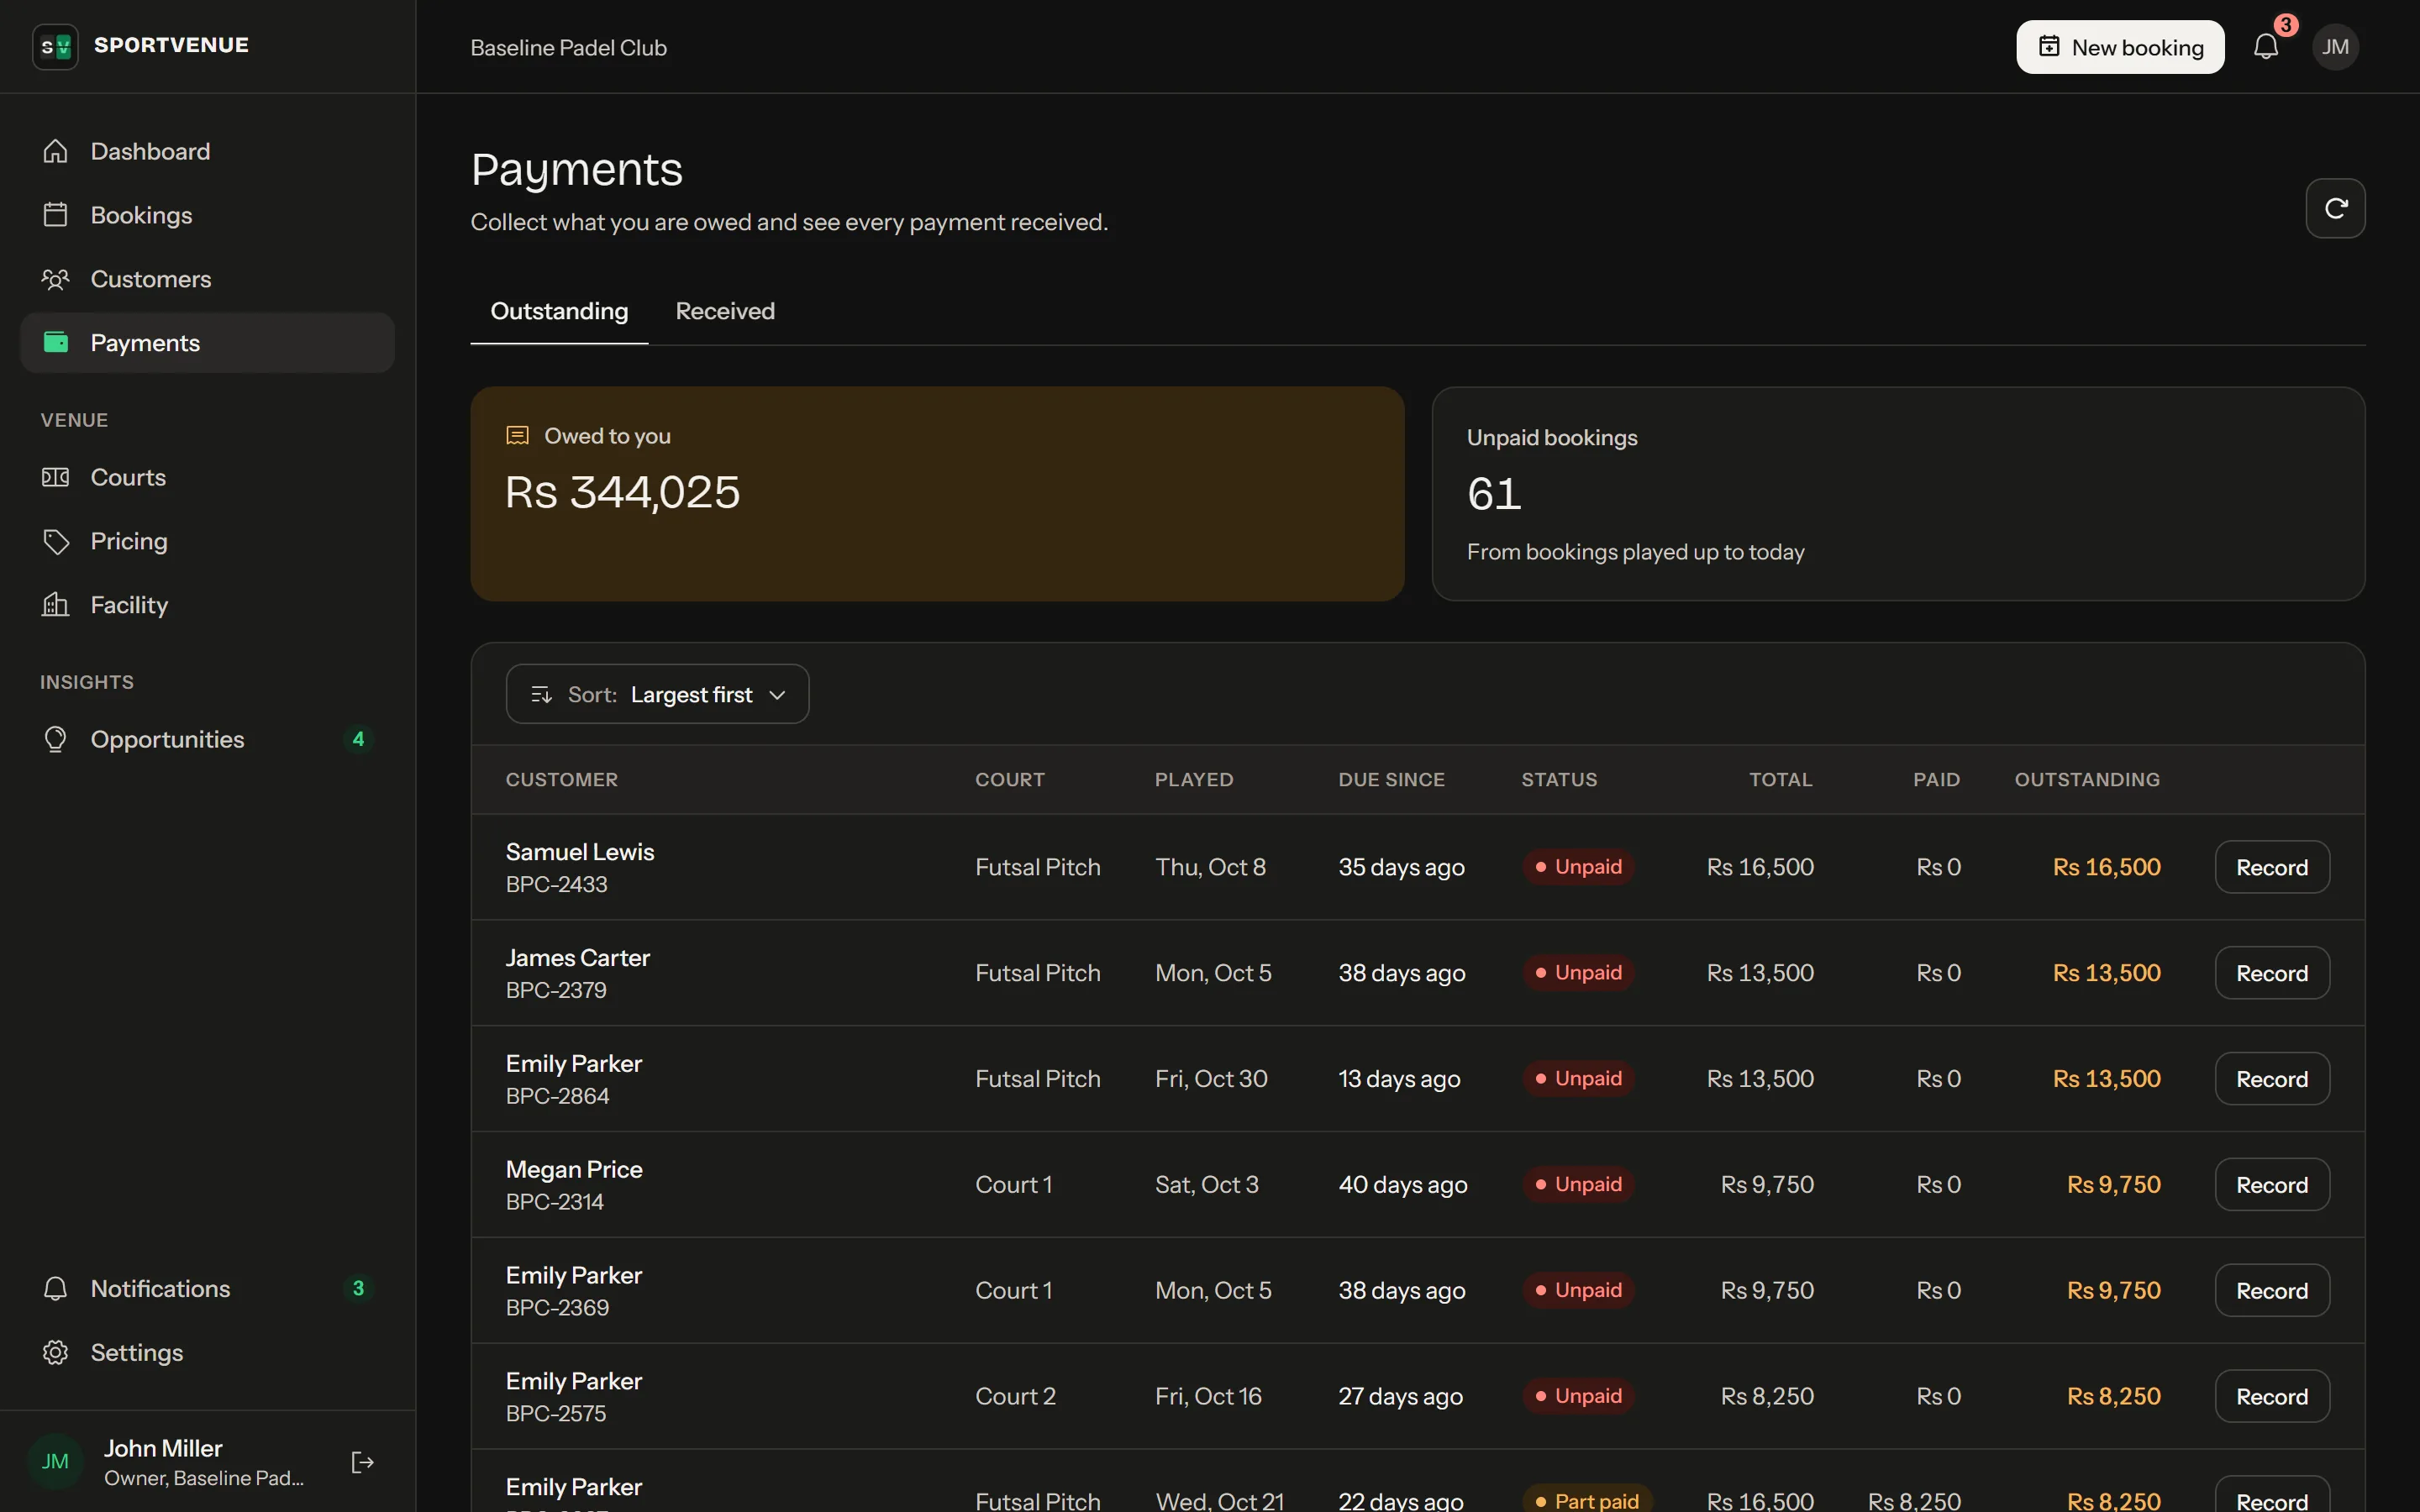 SV SPORTVENUE
Baseline Padel Club
New booking
3
JM
Dashboard
Bookings
Customers
Payments
VENUE
Courts
Pricing
Facility
INSIGHTS
Opportunities 4
Notifications 3
Settings
JM
John Miller
Owner, Baseline Pad...
Payments
Collect what you are owed and see every payment received.
Outstanding Received
Owed to you
Rs 344,025
Unpaid bookings
61
From bookings played up to today
Sort: Largest first
CUSTOMER COURT PLAYED DUE SINCE STATUS TOTAL PAID OUTSTANDING
Samuel Lewis
BPC-2433
Futsal Pitch Thu, Oct 8 35 days ago Unpaid Rs 16,500 Rs 0 Rs 16,500 Record
James Carter
BPC-2379
Futsal Pitch Mon, Oct 5 38 days ago Unpaid Rs 13,500 Rs 0 Rs 13,500 Record
Emily Parker
BPC-2864
Futsal Pitch Fri, Oct 30 13 days ago Unpaid Rs 13,500 Rs 0 Rs 13,500 Record
Megan Price
BPC-2314
Court 1 Sat, Oct 3 40 days ago Unpaid Rs 9,750 Rs 0 Rs 9,750 Record
Emily Parker
BPC-2369
Court 1 Mon, Oct 5 38 days ago Unpaid Rs 9,750 Rs 0 Rs 9,750 Record
Emily Parker
BPC-2575
Court 2 Fri, Oct 16 27 days ago Unpaid Rs 8,250 Rs 0 Rs 8,250 Record
Emily Parker
Futsal Pitch Wed, Oct 21 22 days ago Part paid Rs 16,500 Rs 8,250 Rs 8,250 Record